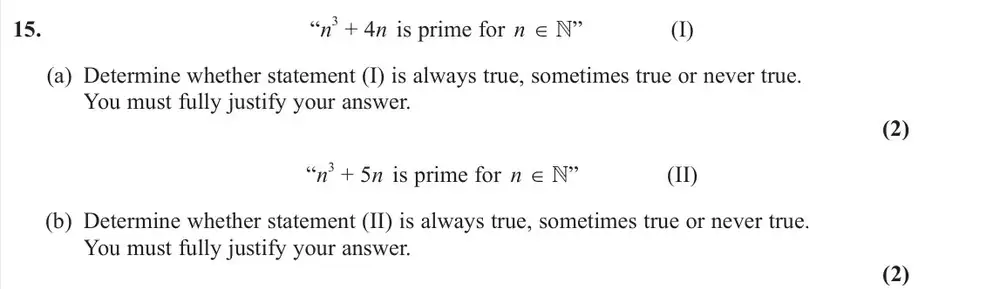 15. “n³ + 4n is prime for n ∈ ℕ” (I)
(a) Determine whether statement (I) is always true, sometimes true or never true.
You must fully justify your answer.
(2)
“n³ + 5n is prime for n ∈ ℕ” (II)
(b) Determine whether statement (II) is always true, sometimes true or never true.
You must fully justify your answer.
(2)